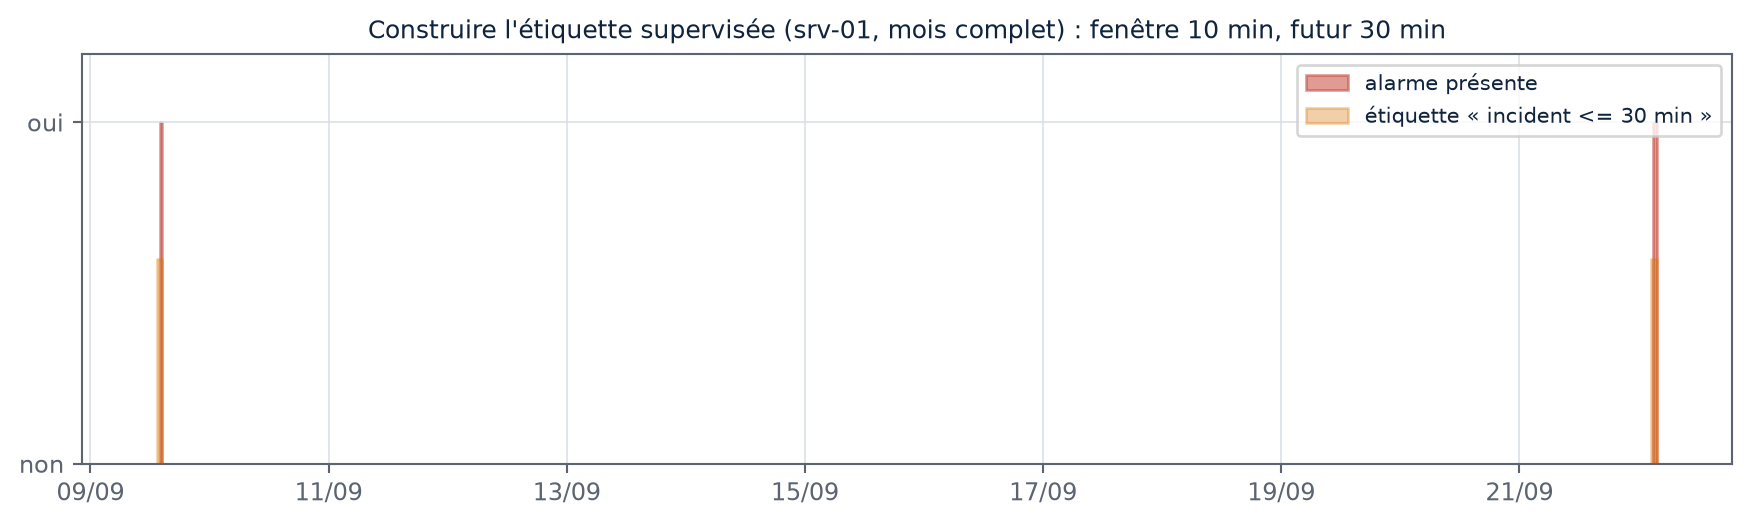 Construire l'étiquette supervisée (srv-01, mois complet) : fenêtre 10 min, futur 30 min
alarme présente
étiquette « incident <= 30 min »
oui
non
09/09
11/09
13/09
15/09
17/09
19/09
21/09